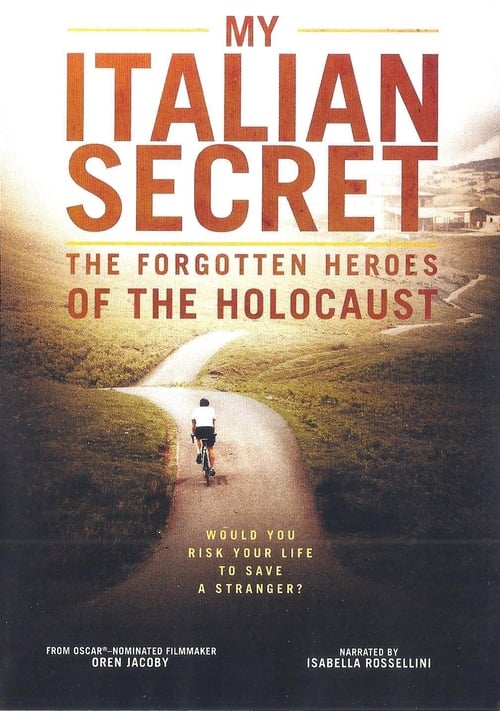 MY
ITALIAN
SECRET
THE FORGOTTEN HEROES
OF THE HOLOCAUST
WOULD YOU
RISK YOUR LIFE
TO SAVE
A STRANGER?
FROM OSCAR®–NOMINATED FILMMAKER
OREN JACOBY
NARRATED BY
ISABELLA ROSSELLINI